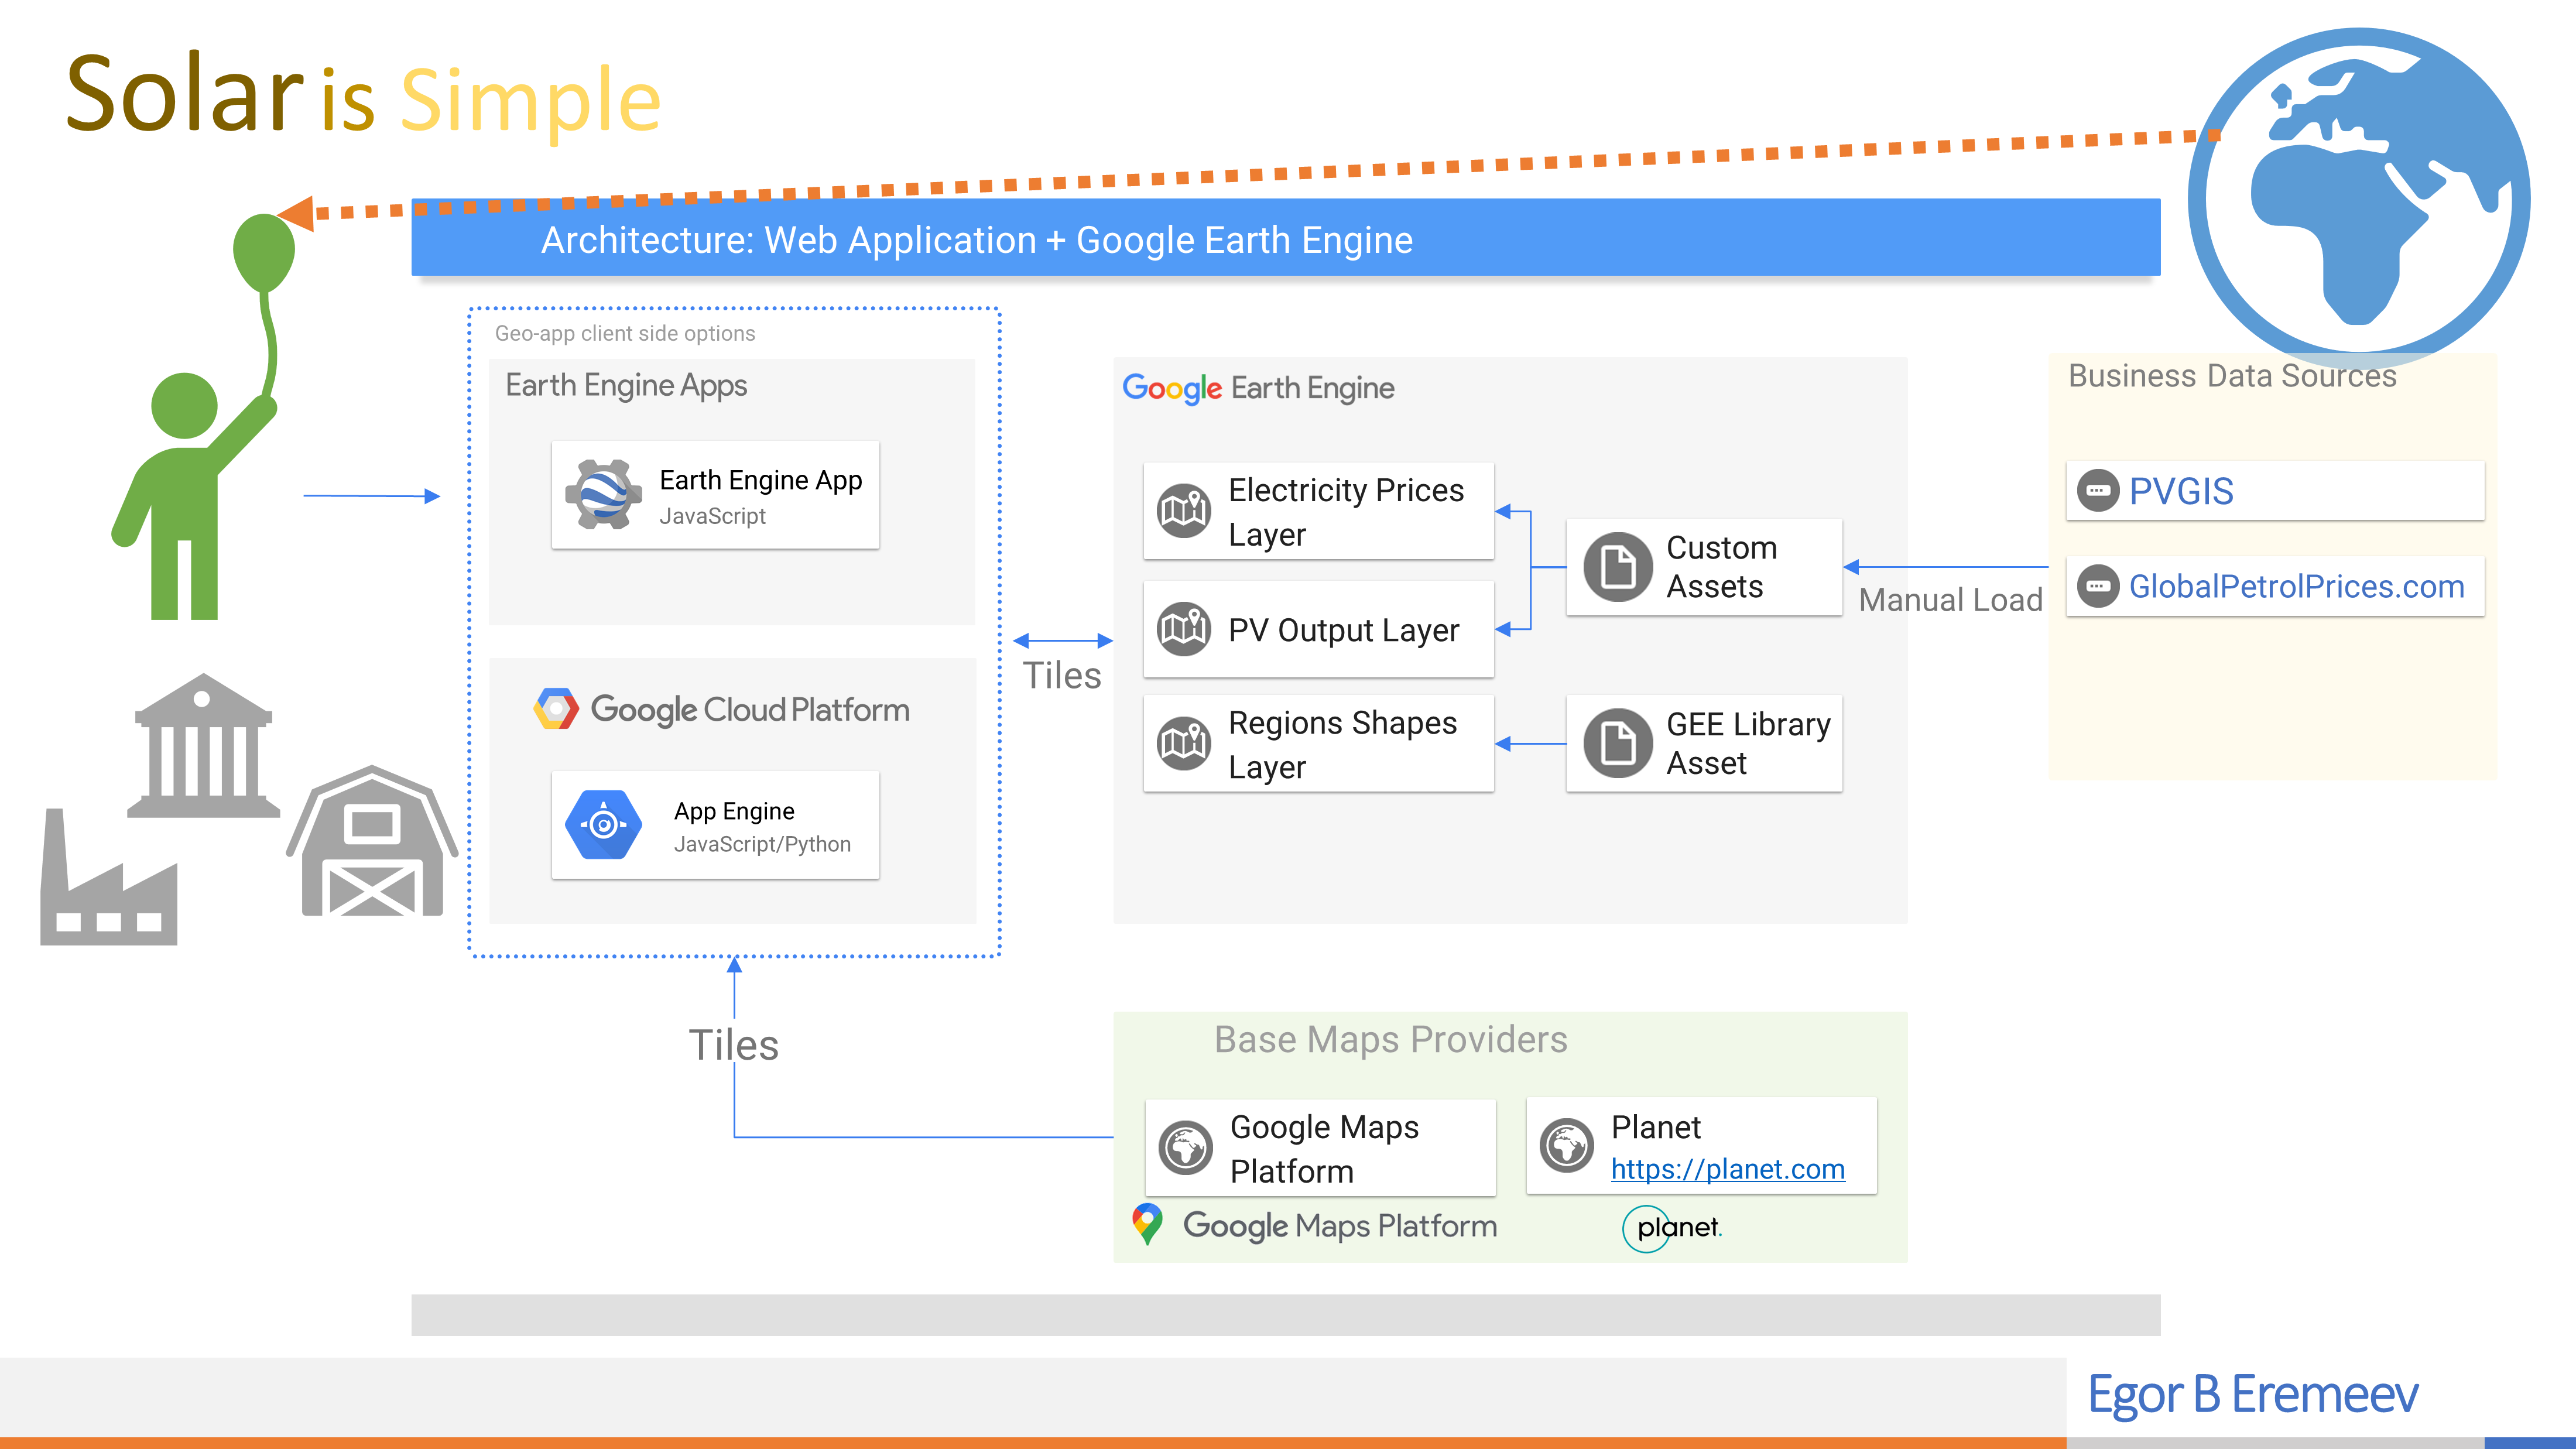 Solar is Simple
Architecture: Web Application + Google Earth Engine
Geo-app client side options
Earth Engine Apps
Earth Engine App
JavaScript
Google Cloud Platform
App Engine
JavaScript/Python
Tiles
Google Earth Engine
Electricity Prices
Layer
PV Output Layer
Regions Shapes
Layer
Custom
Assets
GEE Library
Asset
Manual Load
Business Data Sources
PVGIS
GlobalPetrolPrices.com
Tiles
Base Maps Providers
Google Maps
Platform
Planet
https://planet.com
Google Maps Platform
planet.
Egor B Eremeev